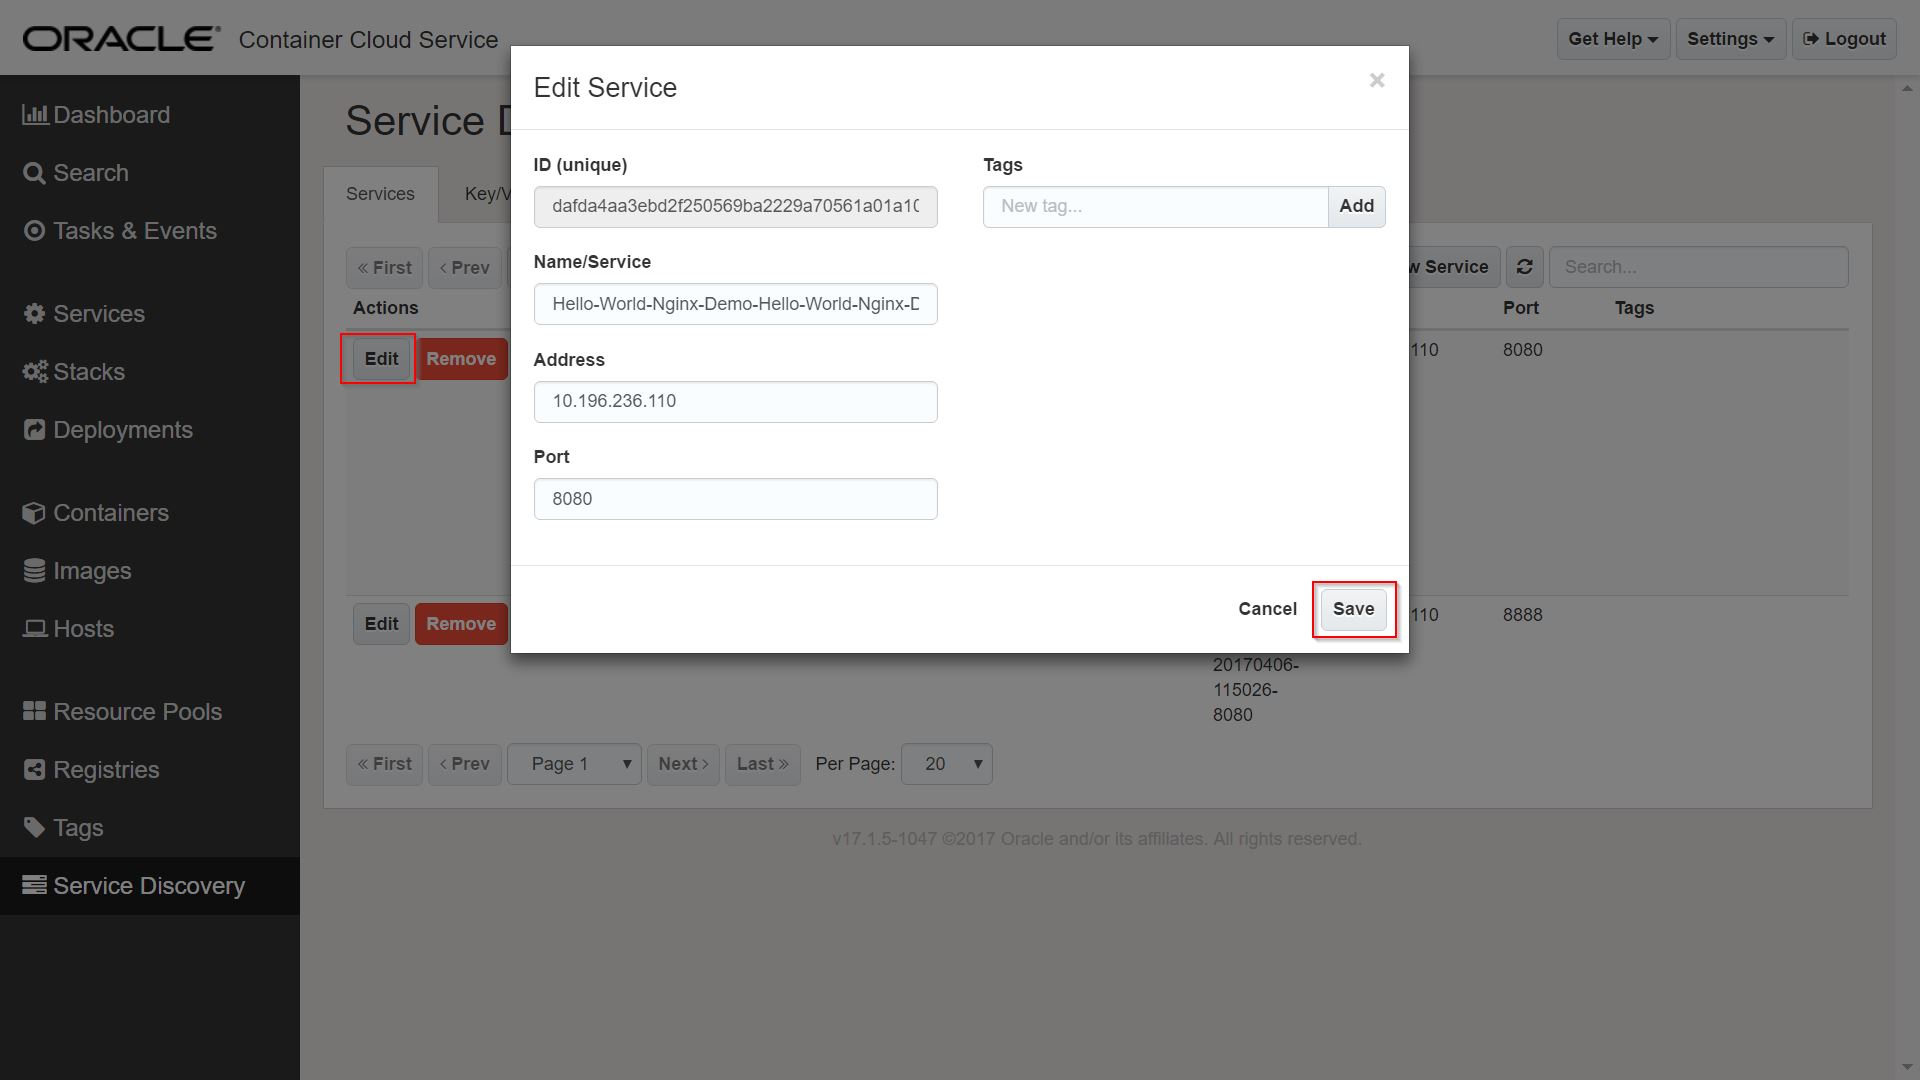 ORACLE® Container Cloud Service
Get Help
Settings
Logout
Dashboard
Search
Tasks & Events
Services
Stacks
Deployments
Containers
Images
Hosts
Resource Pools
Registries
Tags
Service Discovery
Service D
Services
Key/V
« First
‹ Prev
w Service
Search...
Actions
Port
Tags
Edit
Remove
110
8080
Edit
Remove
110
8888
20170406-
115026-
8080
« First
‹ Prev
Page 1
Next ›
Last »
Per Page:
20
v17.1.5-1047 ©2017 Oracle and/or its affiliates. All rights reserved.
Edit Service
×
ID (unique)
dafda4aa3ebd2f250569ba2229a70561a01a10
Tags
New tag...
Add
Name/Service
Hello-World-Nginx-Demo-Hello-World-Nginx-D
Address
10.196.236.110
Port
8080
Cancel
Save